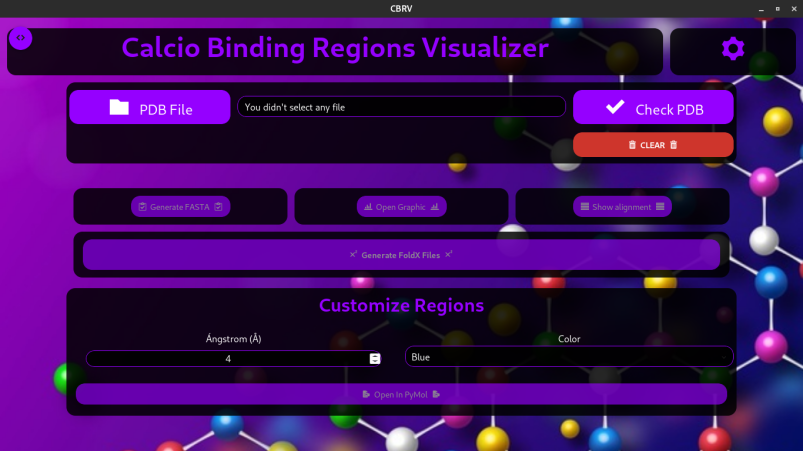 CBRV
Calcio Binding Regions Visualizer
PDB File
You didn't select any file
Check PDB
CLEAR
Generate FASTA
Open Graphic
Show alignment
Generate FoldX Files
Customize Regions
Ángstrom (Å)
Color
4
Blue
Open In PyMol